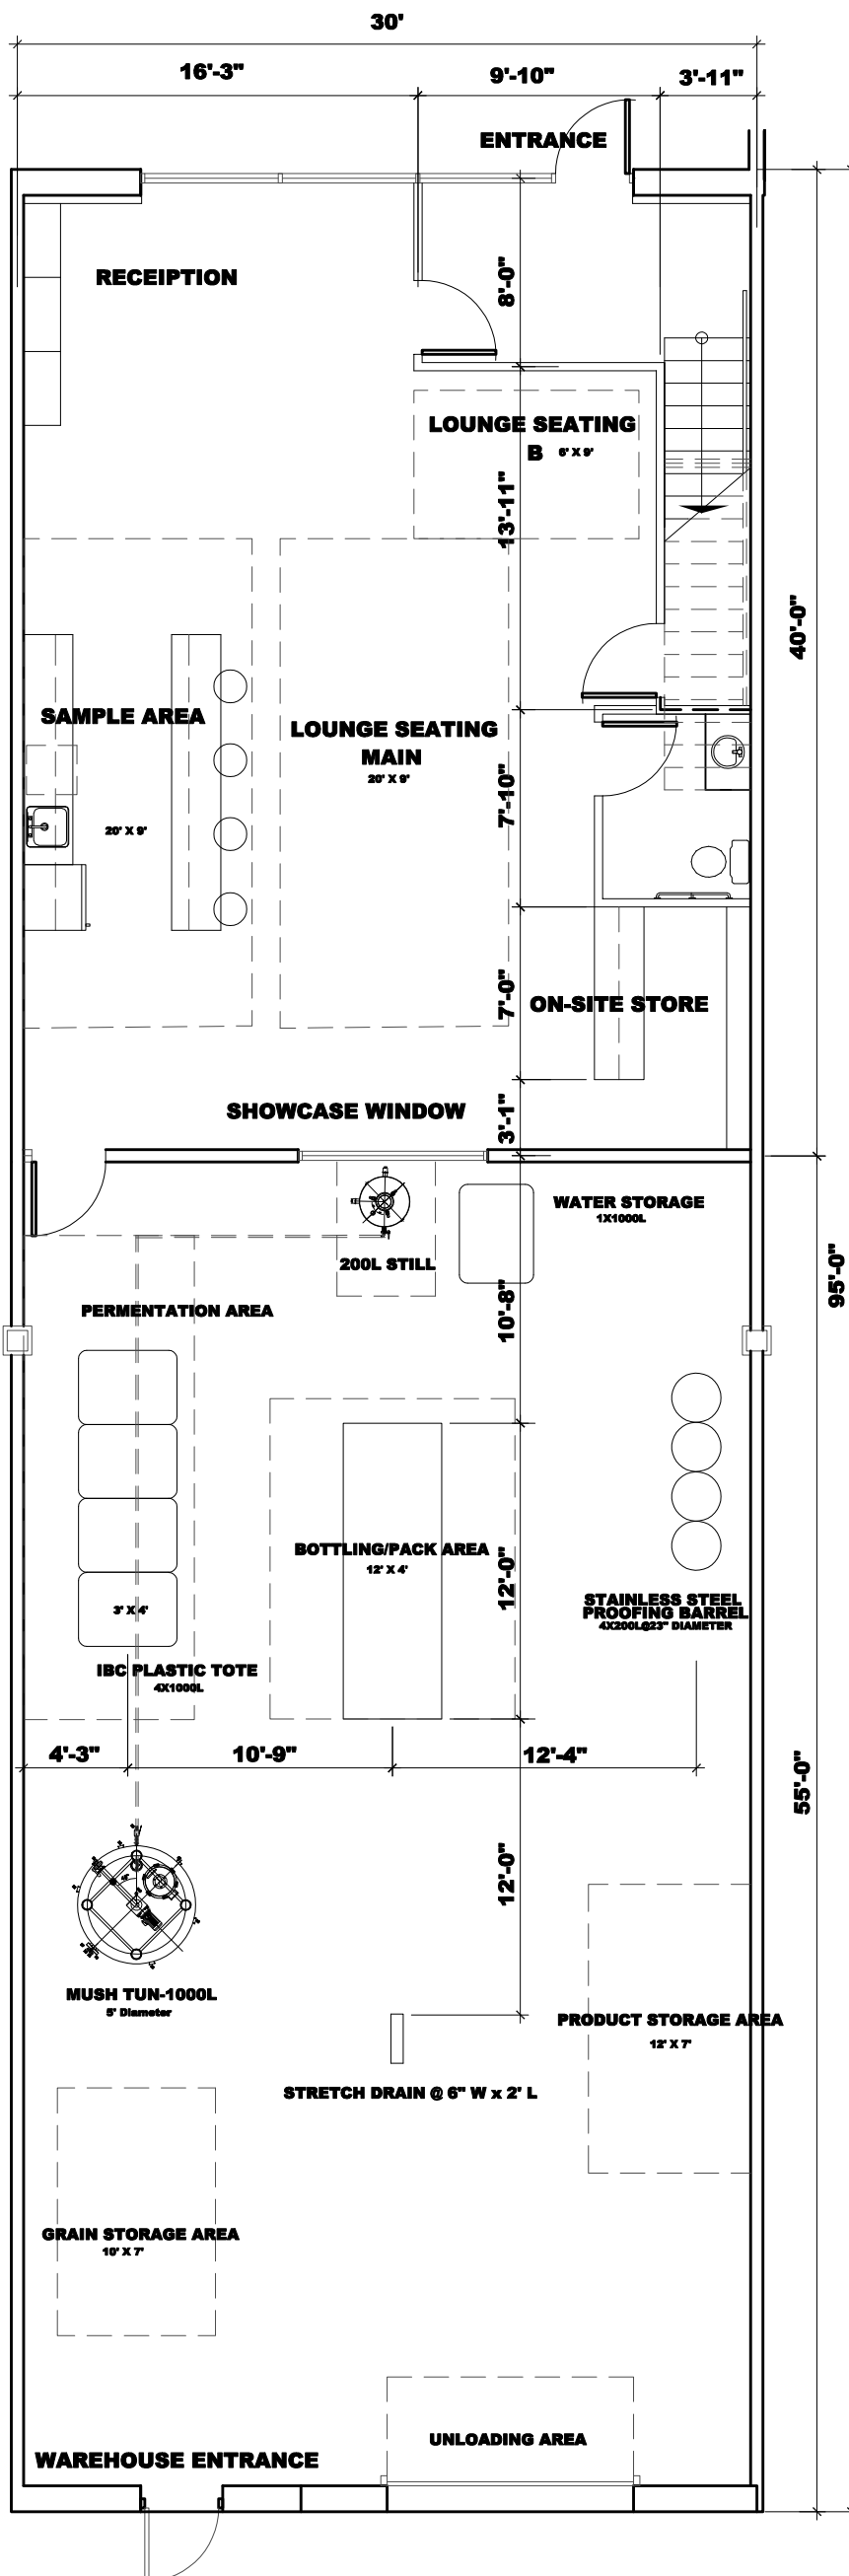 30'
16'-3"
9'-10"
3'-11"
ENTRANCE
RECEIPTION
8'-0"
LOUNGE SEATING
B 6' X 9'
13'-11"
40'-0"
SAMPLE AREA
LOUNGE SEATING
MAIN
20' X 9'
20' X 9'
7'-10"
7'-0"
ON-SITE STORE
SHOWCASE WINDOW
3'-1"
WATER STORAGE
1X1000L
200L STILL
95'-0"
10'-8"
PERMENTATION AREA
BOTTLING/PACK AREA
12' X 4'
12'-0"
3' X 4'
STAINLESS STEEL
PROOFING BARREL
4X200L@23" DIAMETER
IBC PLASTIC TOTE
4X1000L
4'-3"
10'-9"
12'-4"
55'-0"
12'-0"
MUSH TUN-1000L
5' Diameter
PRODUCT STORAGE AREA
12' X 7'
STRETCH DRAIN @ 6" W x 2' L
GRAIN STORAGE AREA
10' X 7'
UNLOADING AREA
WAREHOUSE ENTRANCE